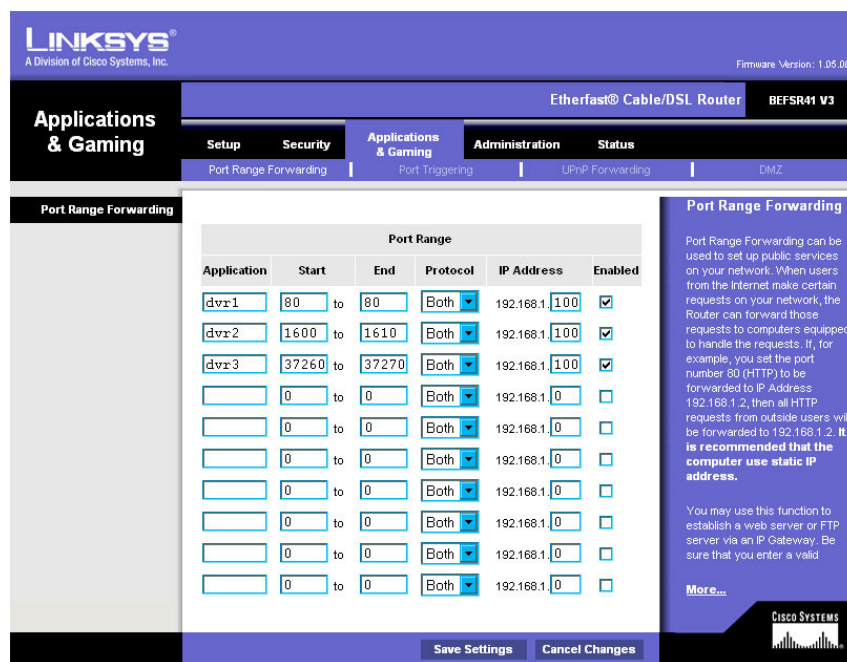 LINKSYS®
A Division of Cisco Systems, Inc.
Firmware Version: 1.05.00
Etherfast® Cable/DSL Router BEFSR41 V3
Applications & Gaming
Setup Security Applications & Gaming Administration Status
Port Range Forwarding Port Triggering UPnP Forwarding DMZ
Port Range Forwarding
Port Range
Application Start End Protocol IP Address Enabled
dvr1 80 to 80 Both 192.168.1. 100
dvr2 1600 to 1610 Both 192.168.1. 100
dvr3 37260 to 37270 Both 192.168.1. 100
0 to 0 Both 192.168.1. 0
0 to 0 Both 192.168.1. 0
0 to 0 Both 192.168.1. 0
0 to 0 Both 192.168.1. 0
0 to 0 Both 192.168.1. 0
0 to 0 Both 192.168.1. 0
0 to 0 Both 192.168.1. 0
Port Range Forwarding
Port Range Forwarding can be
used to set up public services
on your network. When users
from the Internet make certain
requests on your network, the
Router can forward those
requests to computers equipped
to handle the requests. If, for
example, you set the port
number 80 (HTTP) to be
forwarded to IP Address
192.168.1.2, then all HTTP
requests from outside users wil
be forwarded to 192.168.1.2. It
is recommended that the
computer use static IP
address.
You may use this function to
establish a web server or FTP
server via an IP Gateway. Be
sure that you enter a valid
More...
Save Settings Cancel Changes
CISCO SYSTEMS